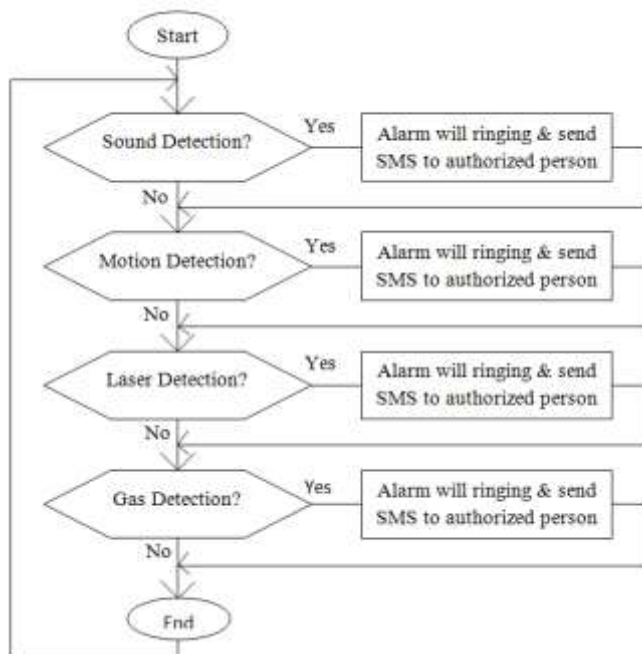 Start
Sound Detection?
Yes
Alarm will ringing & send
SMS to authorized person
No
Motion Detection?
Yes
Alarm will ringing & send
SMS to authorized person
No
Laser Detection?
Yes
Alarm will ringing & send
SMS to authorized person
No
Gas Detection?
Yes
Alarm will ringing & send
SMS to authorized person
No
End